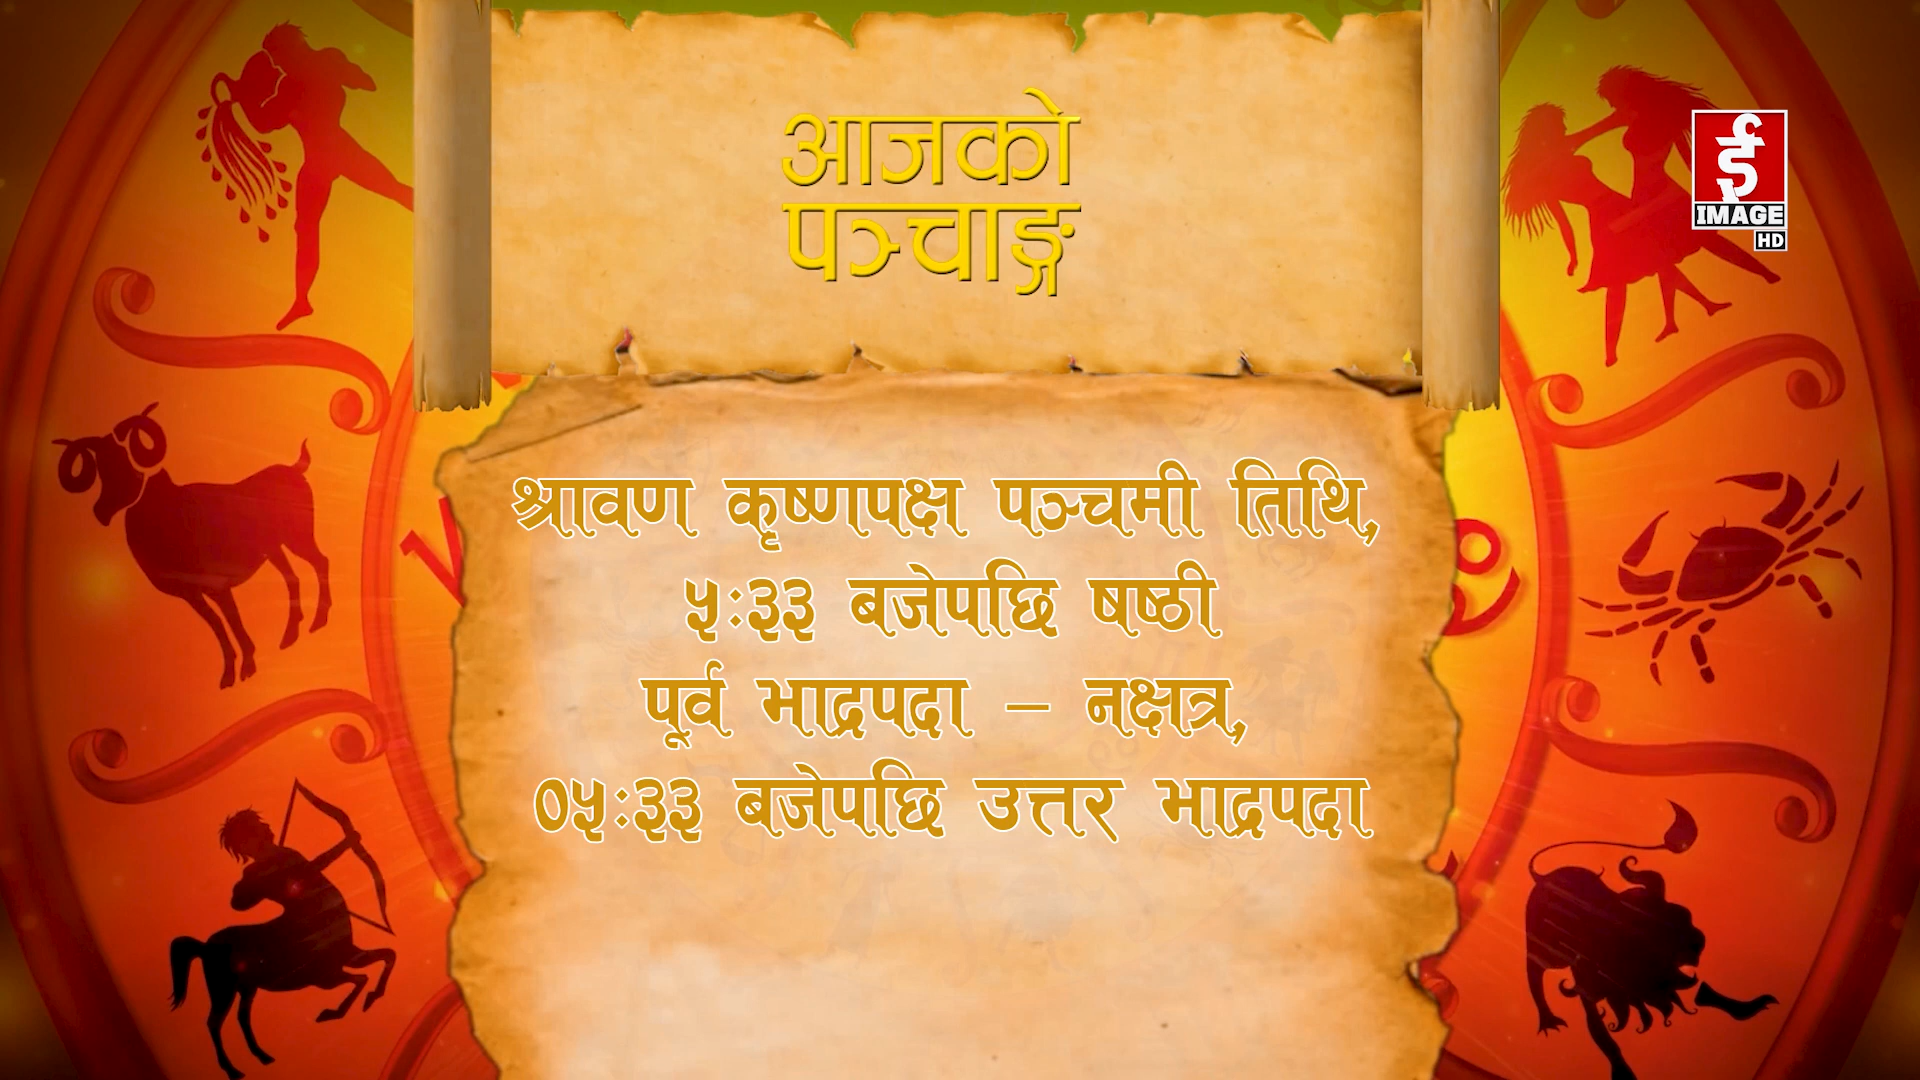 आजको
पञ्चाङ्ग
ई
IMAGE
HD
श्रावण कृष्णपक्ष पञ्चमी तिथि,
५:३३ बजेपछि षष्ठी
पूर्व भाद्रपदा – नक्षत्र,
०५:३३ बजेपछि उत्तर भाद्रपदा